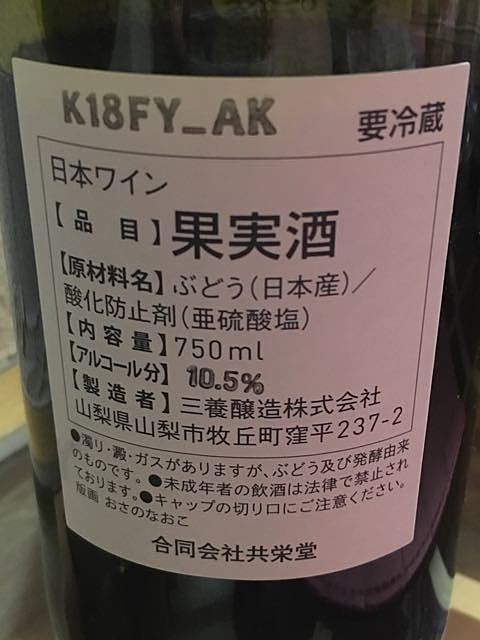 K18FY_AK
要冷蔵
日本ワイン
【品 目】果実酒
【原材料名】ぶどう(日本産)/
酸化防止剤(亜硫酸塩)
【内容量】750ml
【アルコール分】10.5%
【製造者】三養醸造株式会社
山梨県山梨市牧丘町窪平237-2
●濁り・澱・ガスがありますが、ぶどう及び発酵由来
のものです。●未成年者の飲酒は法律で禁止され
ております。●キャップの切り口にご注意ください。
版画 おさのなおこ
合同会社共栄堂